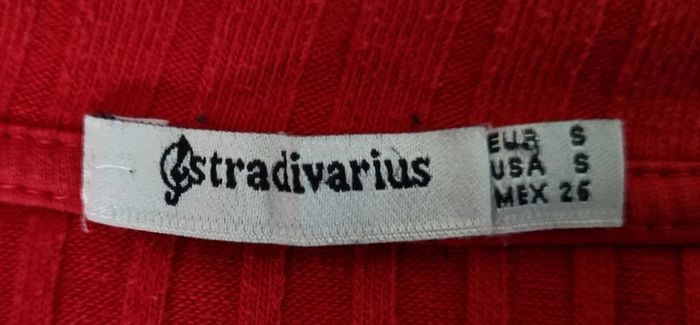 stradivarius
EUR S
USA S
MEX 26